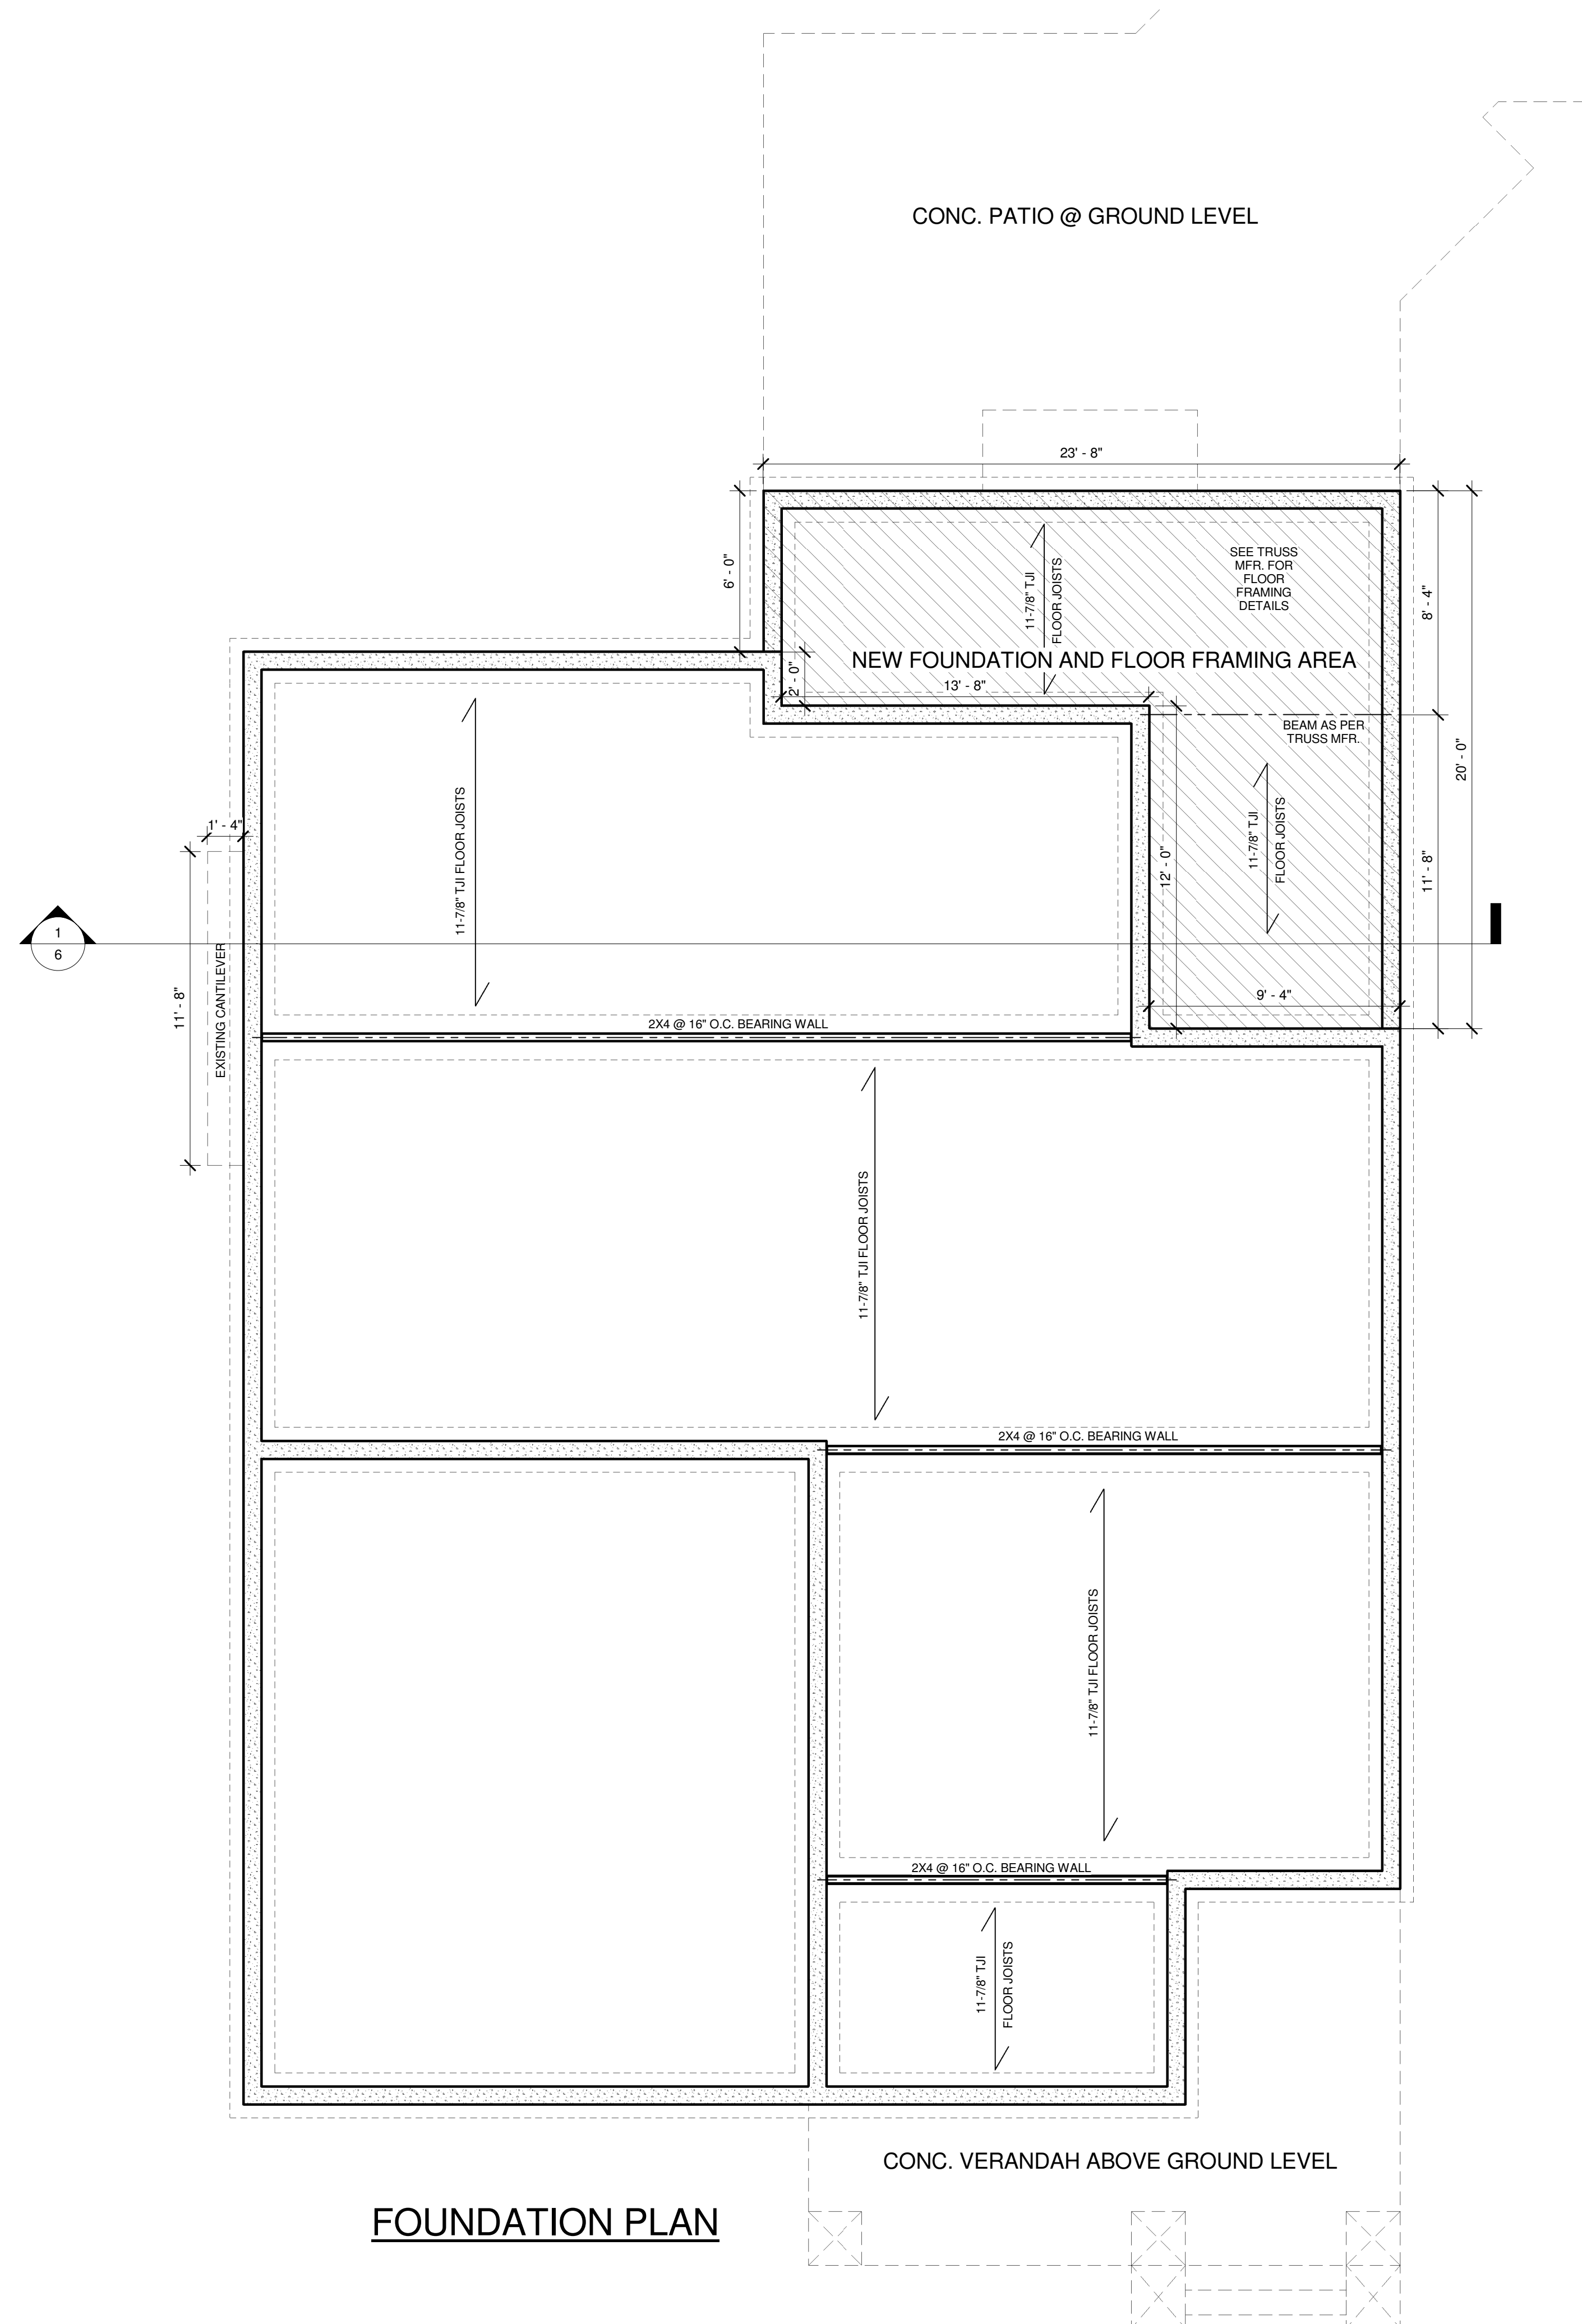 CONC. PATIO @ GROUND LEVEL
23' - 8"
6' - 0"
11-7/8" TJI
FLOOR JOISTS
SEE TRUSS
MFR. FOR
FLOOR
FRAMING
DETAILS
8' - 4"
NEW FOUNDATION AND FLOOR FRAMING AREA
2' - 0"
13' - 8"
BEAM AS PER
TRUSS MFR.
20' - 0"
1' - 4"
11-7/8" TJI FLOOR JOISTS
12' - 0"
11-7/8" TJI
FLOOR JOISTS
11' - 8"
1
6
EXISTING CANTILEVER
11' - 8"
9' - 4"
2X4 @ 16" O.C. BEARING WALL
11-7/8" TJI FLOOR JOISTS
2X4 @ 16" O.C. BEARING WALL
11-7/8" TJI FLOOR JOISTS
2X4 @ 16" O.C. BEARING WALL
11-7/8" TJI
FLOOR JOISTS
CONC. VERANDAH ABOVE GROUND LEVEL
FOUNDATION PLAN